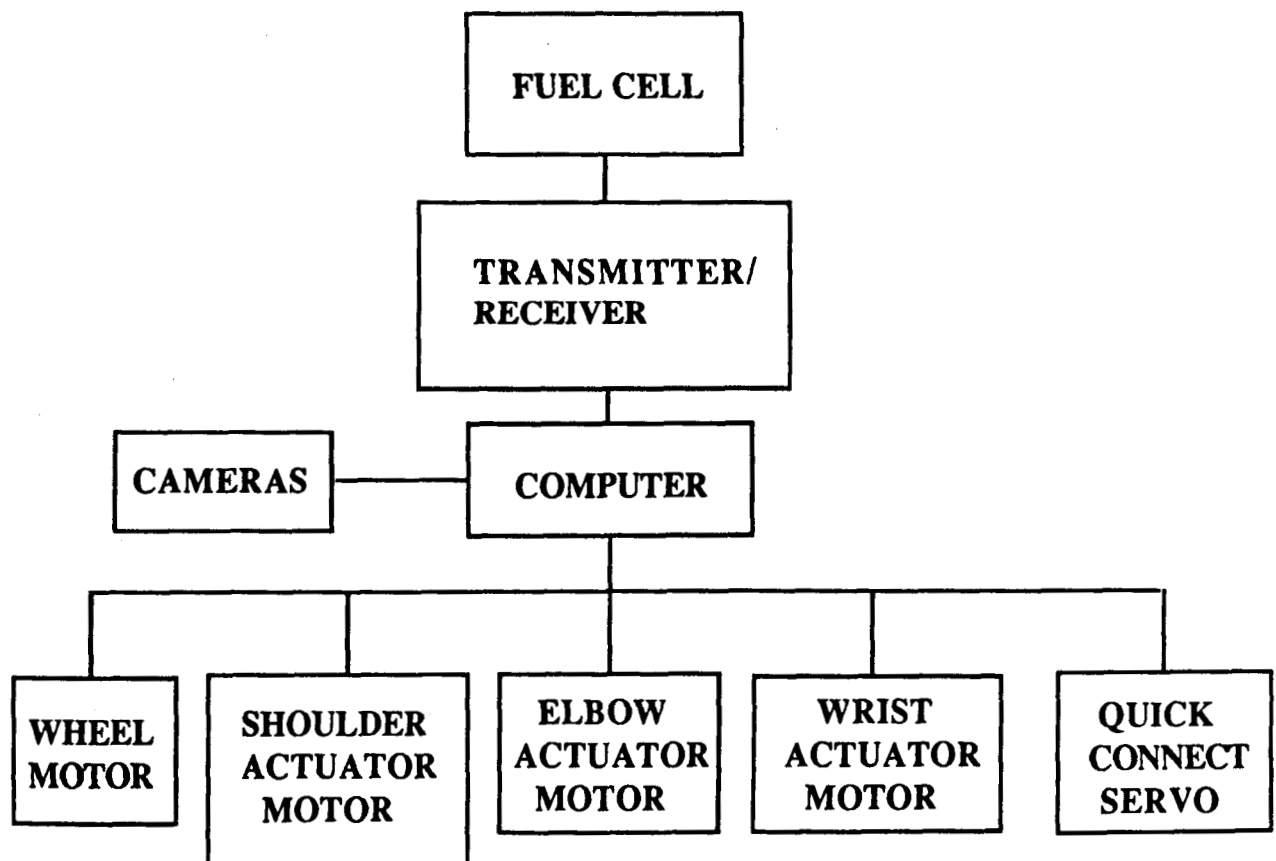 FUEL CELL
TRANSMITTER/
RECEIVER
CAMERAS
COMPUTER
WHEEL
MOTOR
SHOULDER
ACTUATOR
MOTOR
ELBOW
ACTUATOR
MOTOR
WRIST
ACTUATOR
MOTOR
QUICK
CONNECT
SERVO